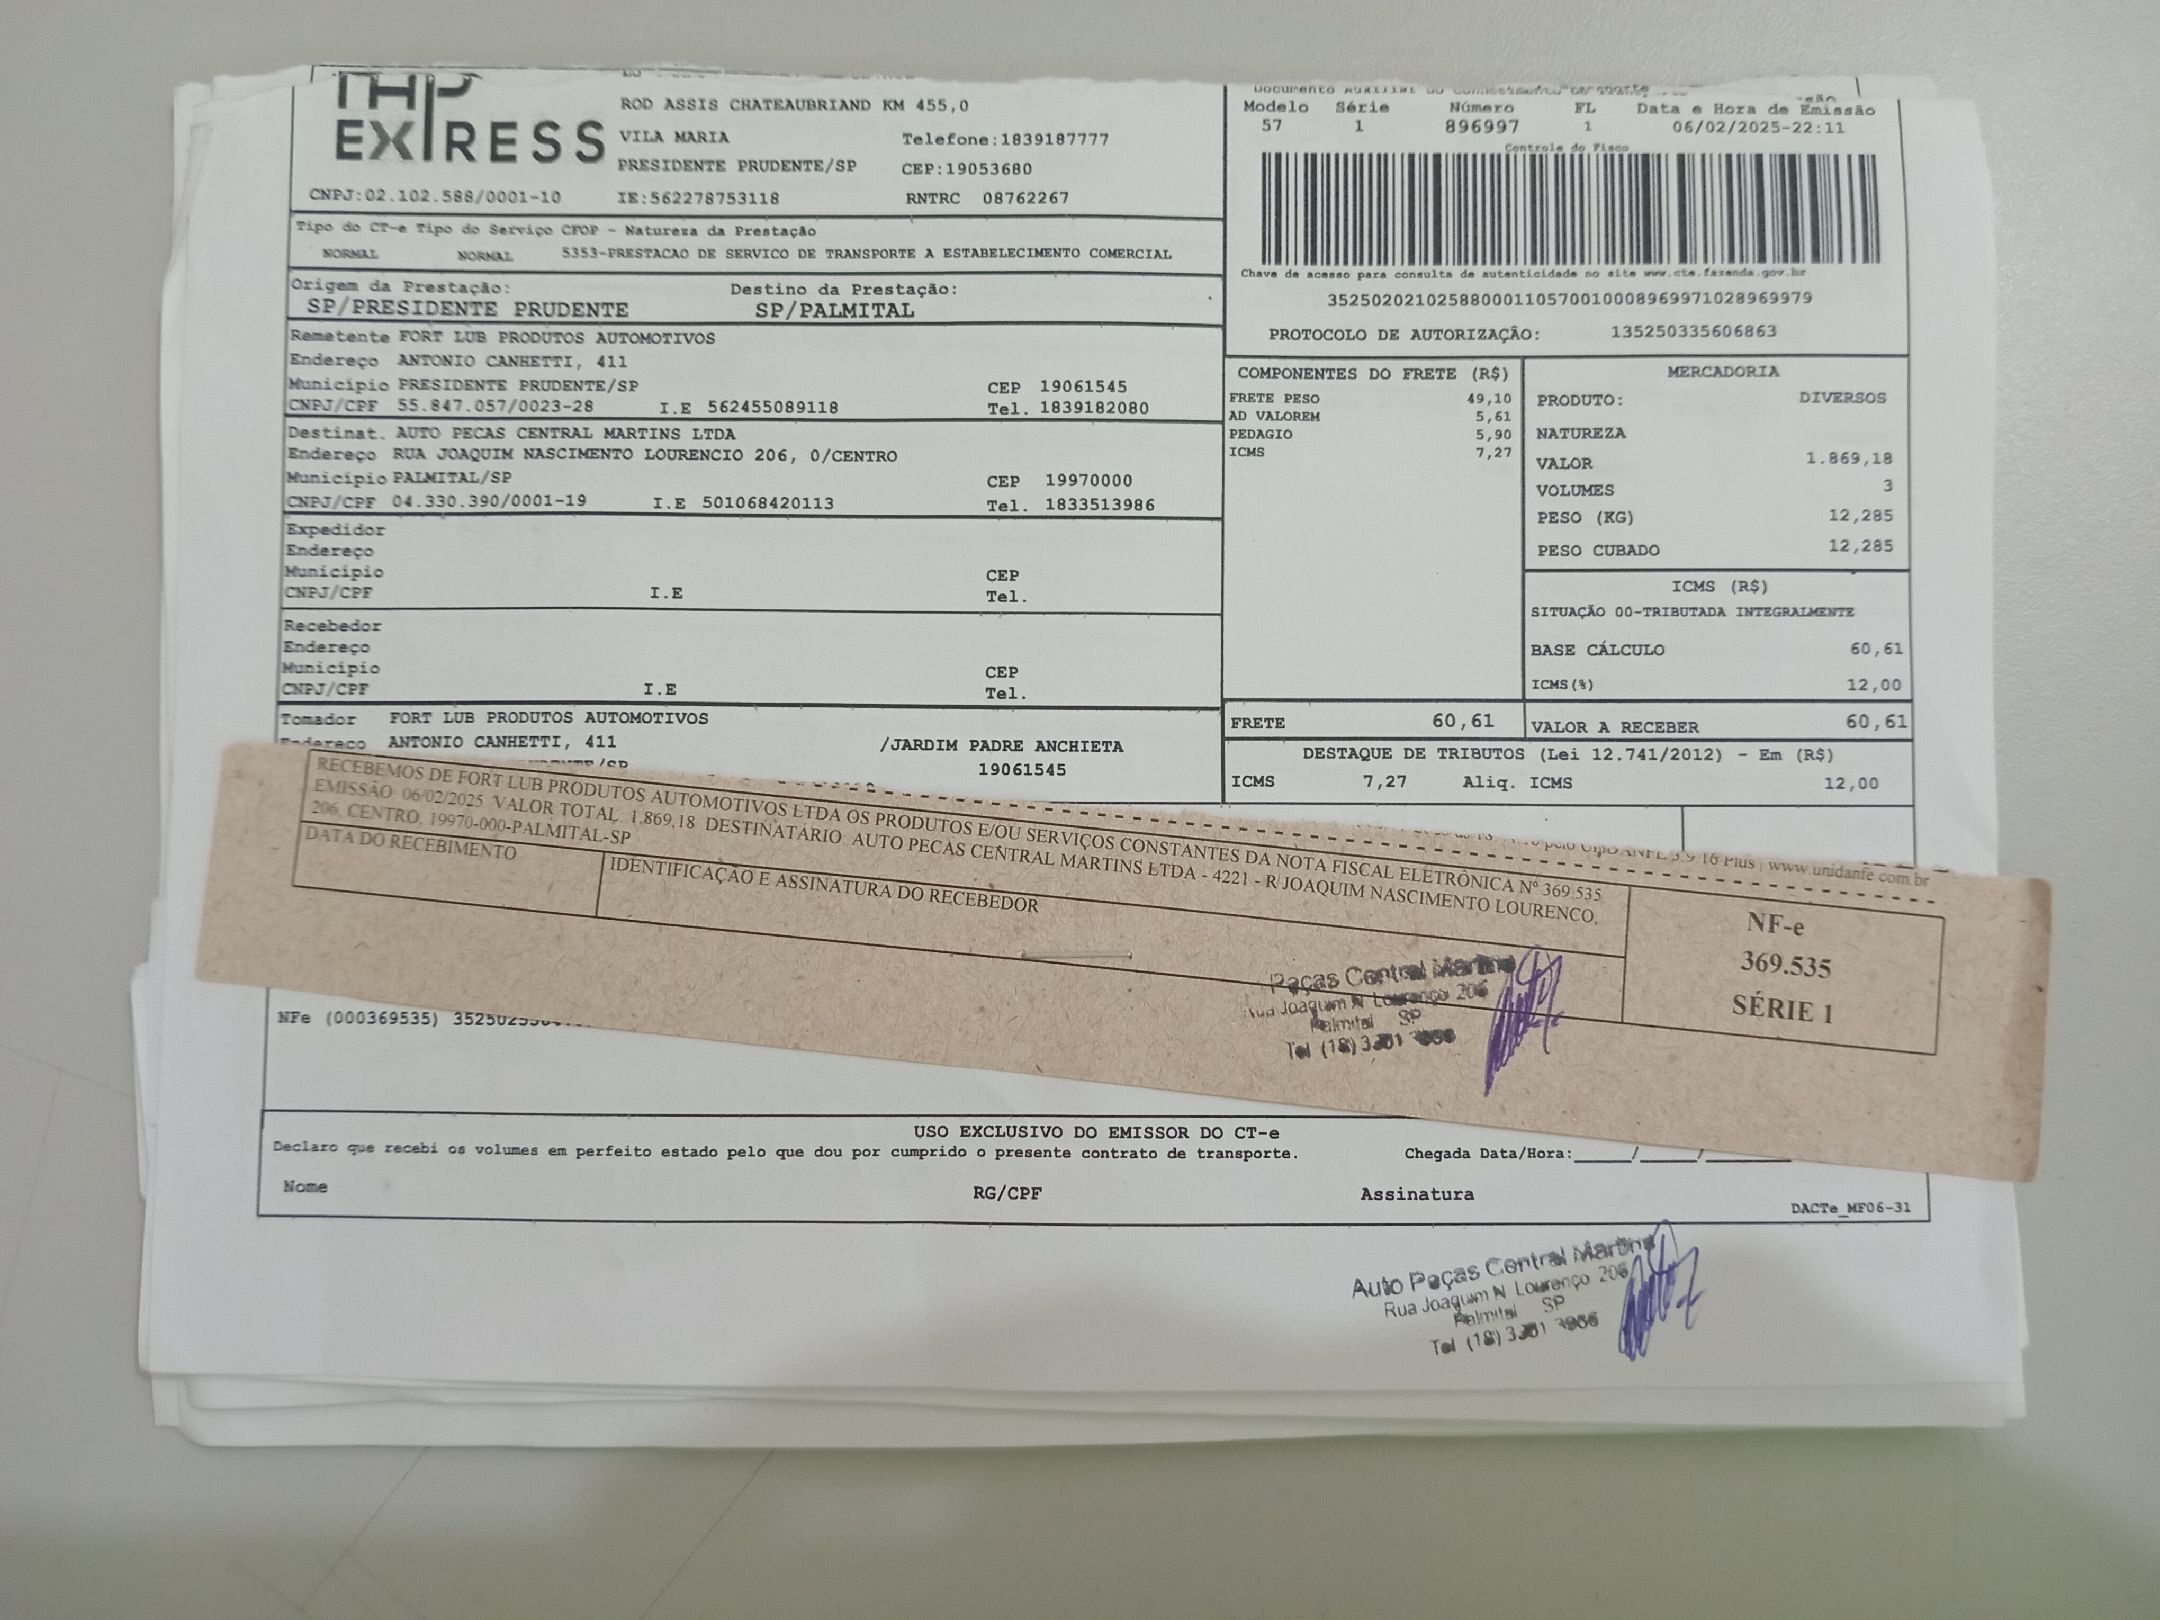 THP
EXPRESS
ROD ASSIS CHATEAUBRIAND KM 455,0
VILA MARIA Telefone:1839187777
PRESIDENTE PRUDENTE/SP CEP:19053680
CNPJ:02.102.588/0001-10 IE:562278753118 RNTRC 08762267
Modelo Série Número FL Data e Hora de Emissão
57 1 896997 1 06/02/2025-22:11
Controle do Fisco
Chave de acesso para consulta de autenticidade no site www.cte.fazenda.gov.br
35250202102588000110570010008969971028969979
PROTOCOLO DE AUTORIZAÇÃO: 135250335606863
Tipo do CT-e Tipo do Serviço CFOP - Natureza da Prestação
NORMAL NORMAL 5353-PRESTACAO DE SERVICO DE TRANSPORTE A ESTABELECIMENTO COMERCIAL
Origem da Prestação: Destino da Prestação:
SP/PRESIDENTE PRUDENTE SP/PALMITAL
Remetente FORT LUB PRODUTOS AUTOMOTIVOS
Endereço ANTONIO CANHETTI, 411
Município PRESIDENTE PRUDENTE/SP CEP 19061545
CNPJ/CPF 55.847.057/0023-28 I.E 562455089118 Tel. 1839182080
Destinat. AUTO PECAS CENTRAL MARTINS LTDA
Endereço RUA JOAQUIM NASCIMENTO LOURENCIO 206, 0/CENTRO
Município PALMITAL/SP CEP 19970000
CNPJ/CPF 04.330.390/0001-19 I.E 501068420113 Tel. 1833513986
Expedidor
Endereço
Município CEP
CNPJ/CPF I.E Tel.
Recebedor
Endereço
Município CEP
CNPJ/CPF I.E Tel.
Tomador FORT LUB PRODUTOS AUTOMOTIVOS
Endereço ANTONIO CANHETTI, 411 /JARDIM PADRE ANCHIETA
19061545
COMPONENTES DO FRETE (R$)
FRETE PESO 49,10
AD VALOREM 5,61
PEDAGIO 5,90
ICMS 7,27
FRETE 60,61
MERCADORIA
PRODUTO: DIVERSOS
NATUREZA
VALOR 1.869,18
VOLUMES 3
PESO (KG) 12,285
PESO CUBADO 12,285
ICMS (R$)
SITUAÇÃO 00-TRIBUTADA INTEGRALMENTE
BASE CÁLCULO 60,61
ICMS(%) 12,00
VALOR A RECEBER 60,61
DESTAQUE DE TRIBUTOS (Lei 12.741/2012) - Em (R$)
ICMS 7,27 Aliq. ICMS 12,00
www.unidanfe.com.br
RECEBEMOS DE FORT LUB PRODUTOS AUTOMOTIVOS LTDA OS PRODUTOS E/OU SERVIÇOS CONSTANTES DA NOTA FISCAL ELETRÔNICA Nº 369.535
EMISSÃO 06/02/2025 VALOR TOTAL 1.869,18 DESTINATÁRIO AUTO PECAS CENTRAL MARTINS LTDA - 4221 - R JOAQUIM NASCIMENTO LOURENCO,
206, CENTRO, 19970-000-PALMITAL-SP
DATA DO RECEBIMENTO
IDENTIFICAÇÃO E ASSINATURA DO RECEBEDOR
NF-e
369.535
SÉRIE 1
Peças Central Martins
Rua Joaquim N Lourenço 206
Palmital SP
Tel (18)
NFe (000369535)
USO EXCLUSIVO DO EMISSOR DO CT-e
Declaro que recebi os volumes em perfeito estado pelo que dou por cumprido o presente contrato de transporte. Chegada Data/Hora:____/____/____
Nome RG/CPF Assinatura
DACTe_MF06-31
Auto Peças Central Martins
Rua Joaquim N Lourenço 206
Palmital SP
Tel (18)